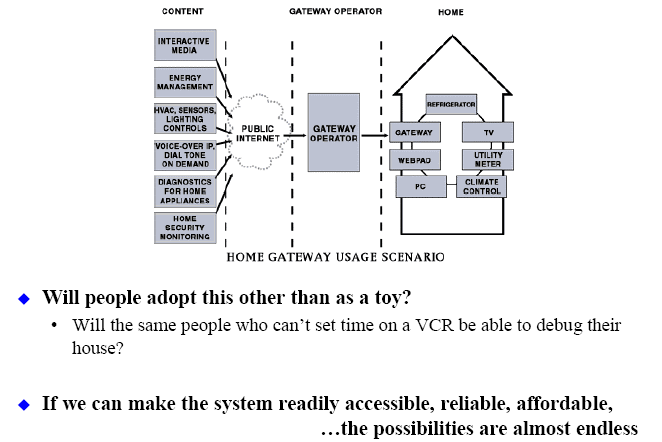 CONTENT
GATEWAY OPERATOR
HOME
INTERACTIVE
MEDIA
ENERGY
MANAGEMENT
HVAC, SENSORS,
LIGHTING
CONTROLS
VOICE-OVER IP,
DIAL TONE
ON DEMAND
DIAGNOSTICS
FOR HOME
APPLIANCES
HOME
SECURITY
MONITORING
PUBLIC
INTERNET
GATEWAY
OPERATOR
REFRIGERATOR
GATEWAY
TV
WEBPAD
UTILITY
METER
PC
CLIMATE
CONTROL
HOME GATEWAY USAGE SCENARIO
Will people adopt this other than as a toy?
• Will the same people who can’t set time on a VCR be able to debug their
house?
If we can make the system readily accessible, reliable, affordable,
…the possibilities are almost endless